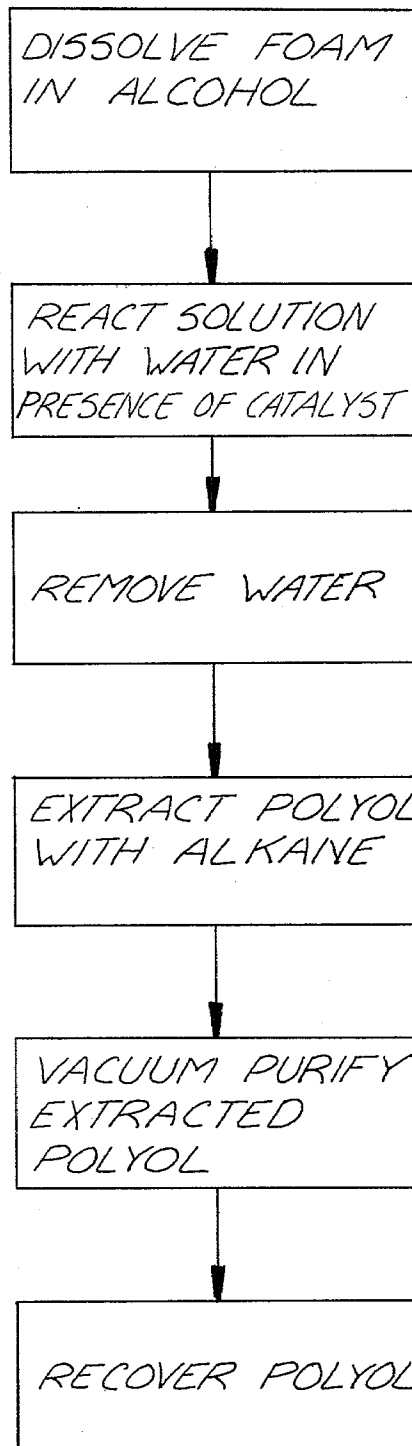 DISSOLVE FOAM
IN ALCOHOL
REACT SOLUTION
WITH WATER IN
PRESENCE OF CATALYST
REMOVE WATER
EXTRACT POLYOL
WITH ALKANE
VACUUM PURIFY
EXTRACTED
POLYOL
RECOVER POLYOL